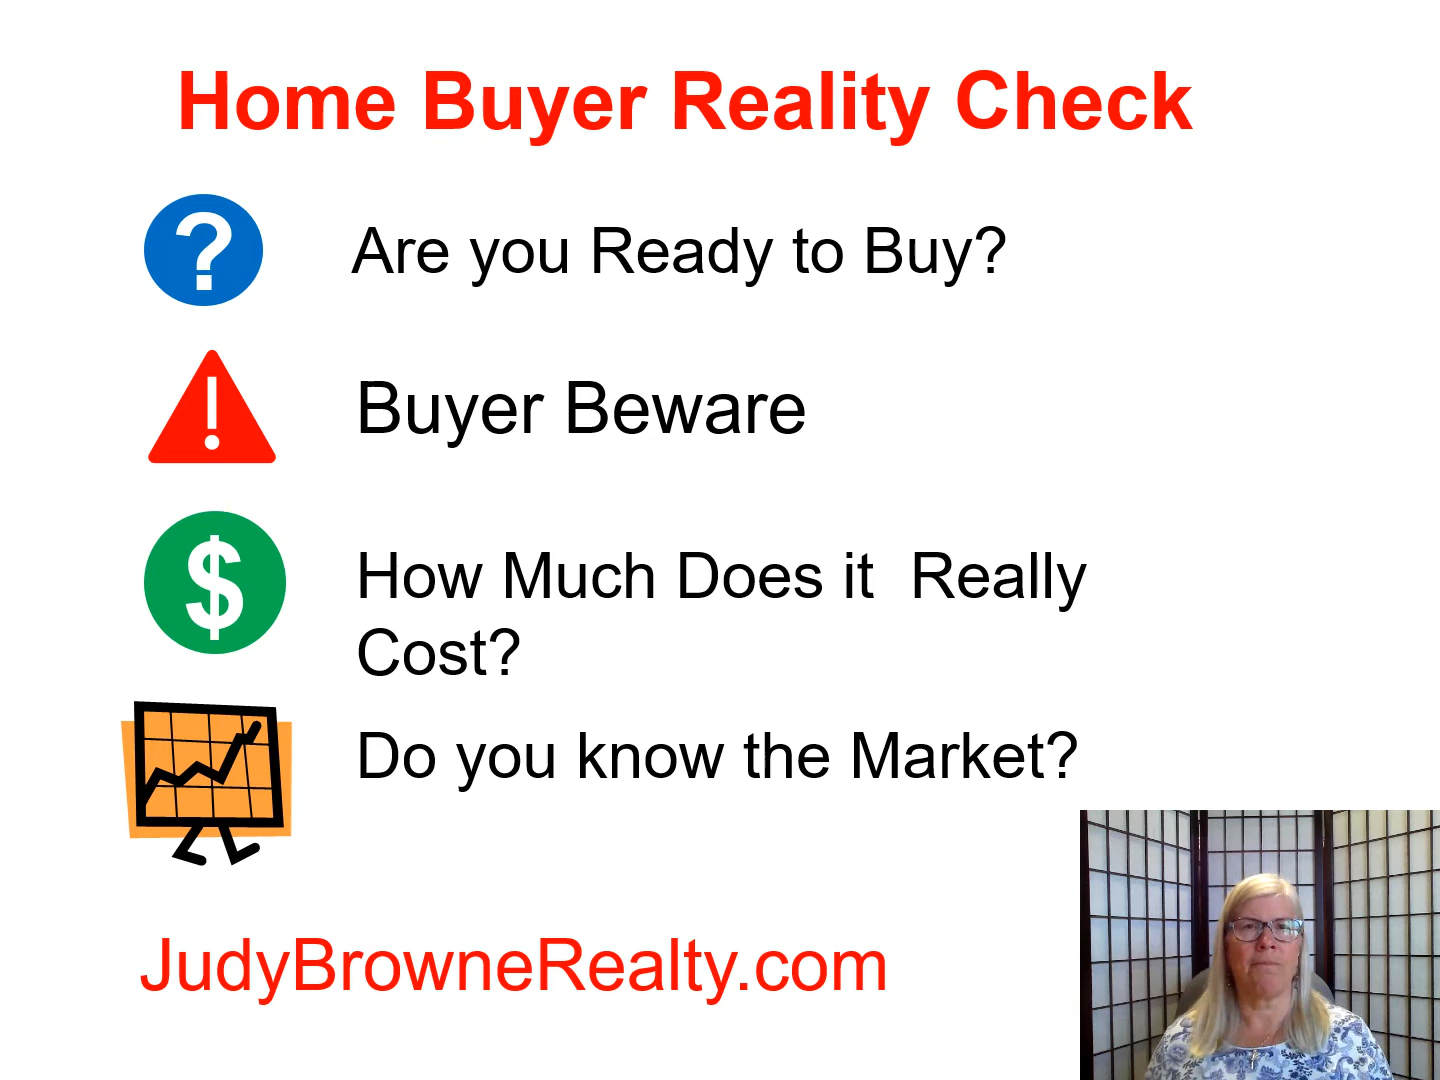 Home Buyer Reality Check
?
Are you Ready to Buy?
!
Buyer Beware
$
How Much Does it  Really
Cost?
Do you know the Market?
JudyBrowneRealty.com